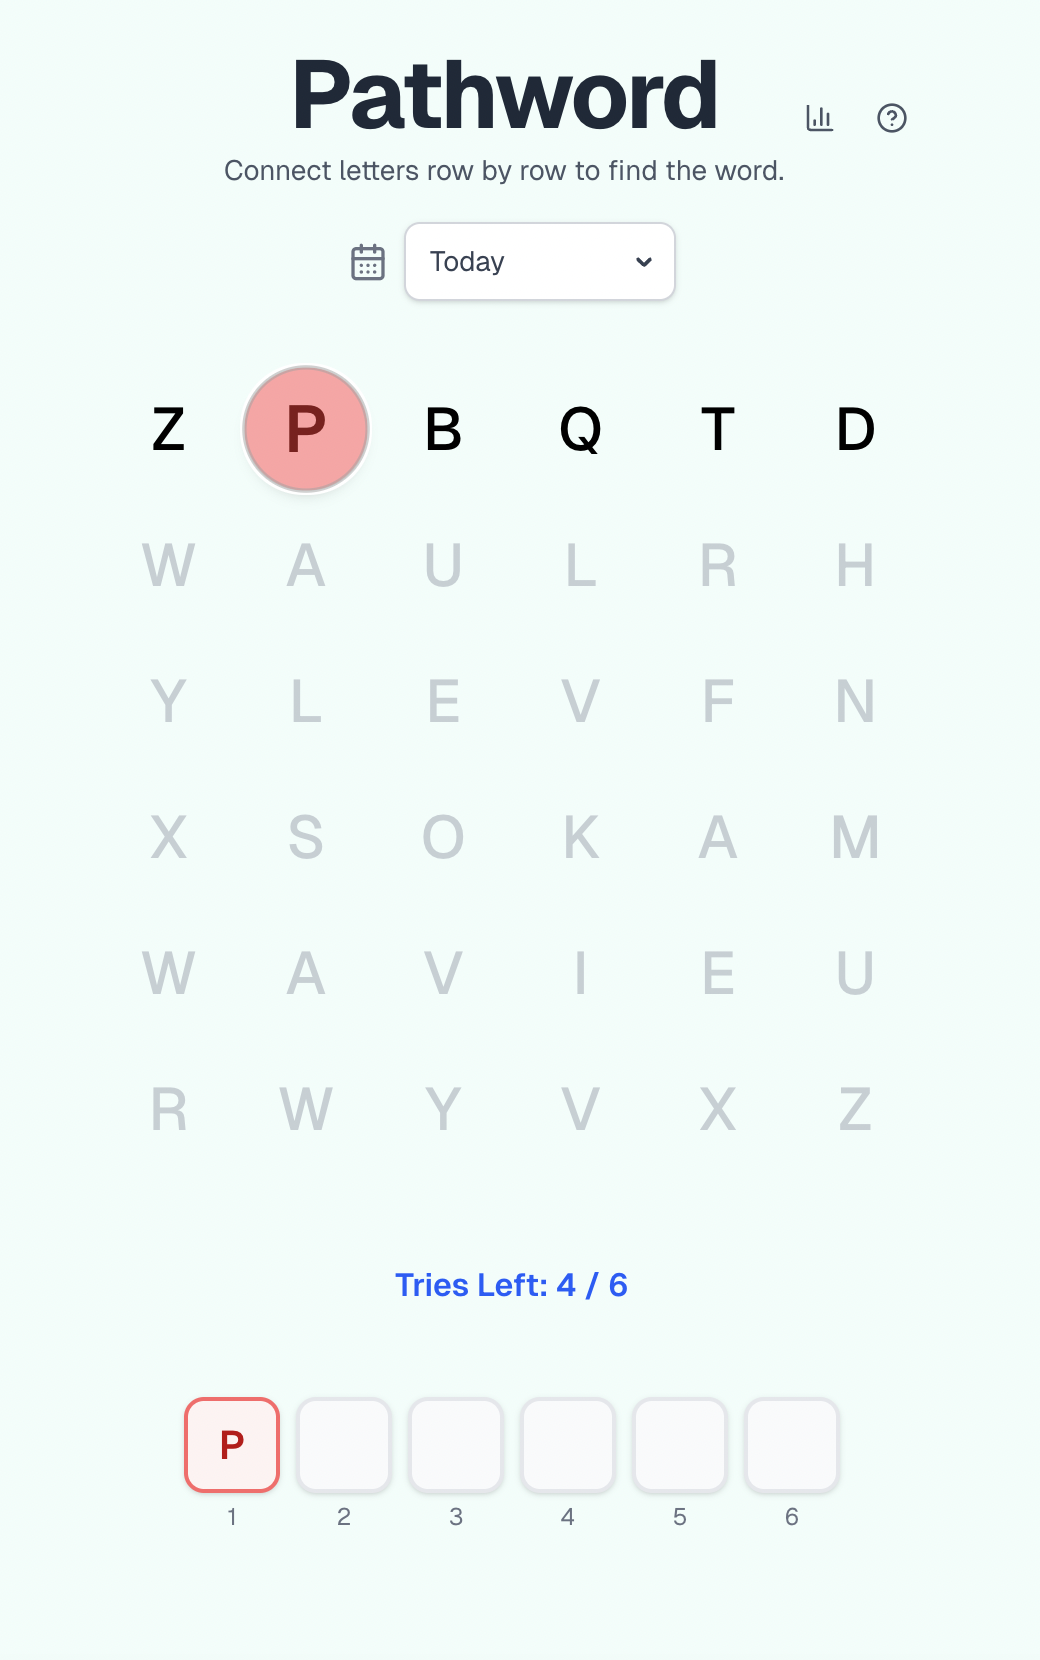 Pathword
Connect letters row by row to find the word.
Today
Z P B Q T D
W A U L R H
Y L E V F N
X S O K A M
W A V I E U
R W Y V X Z
Tries Left: 4 / 6
P
1 2 3 4 5 6